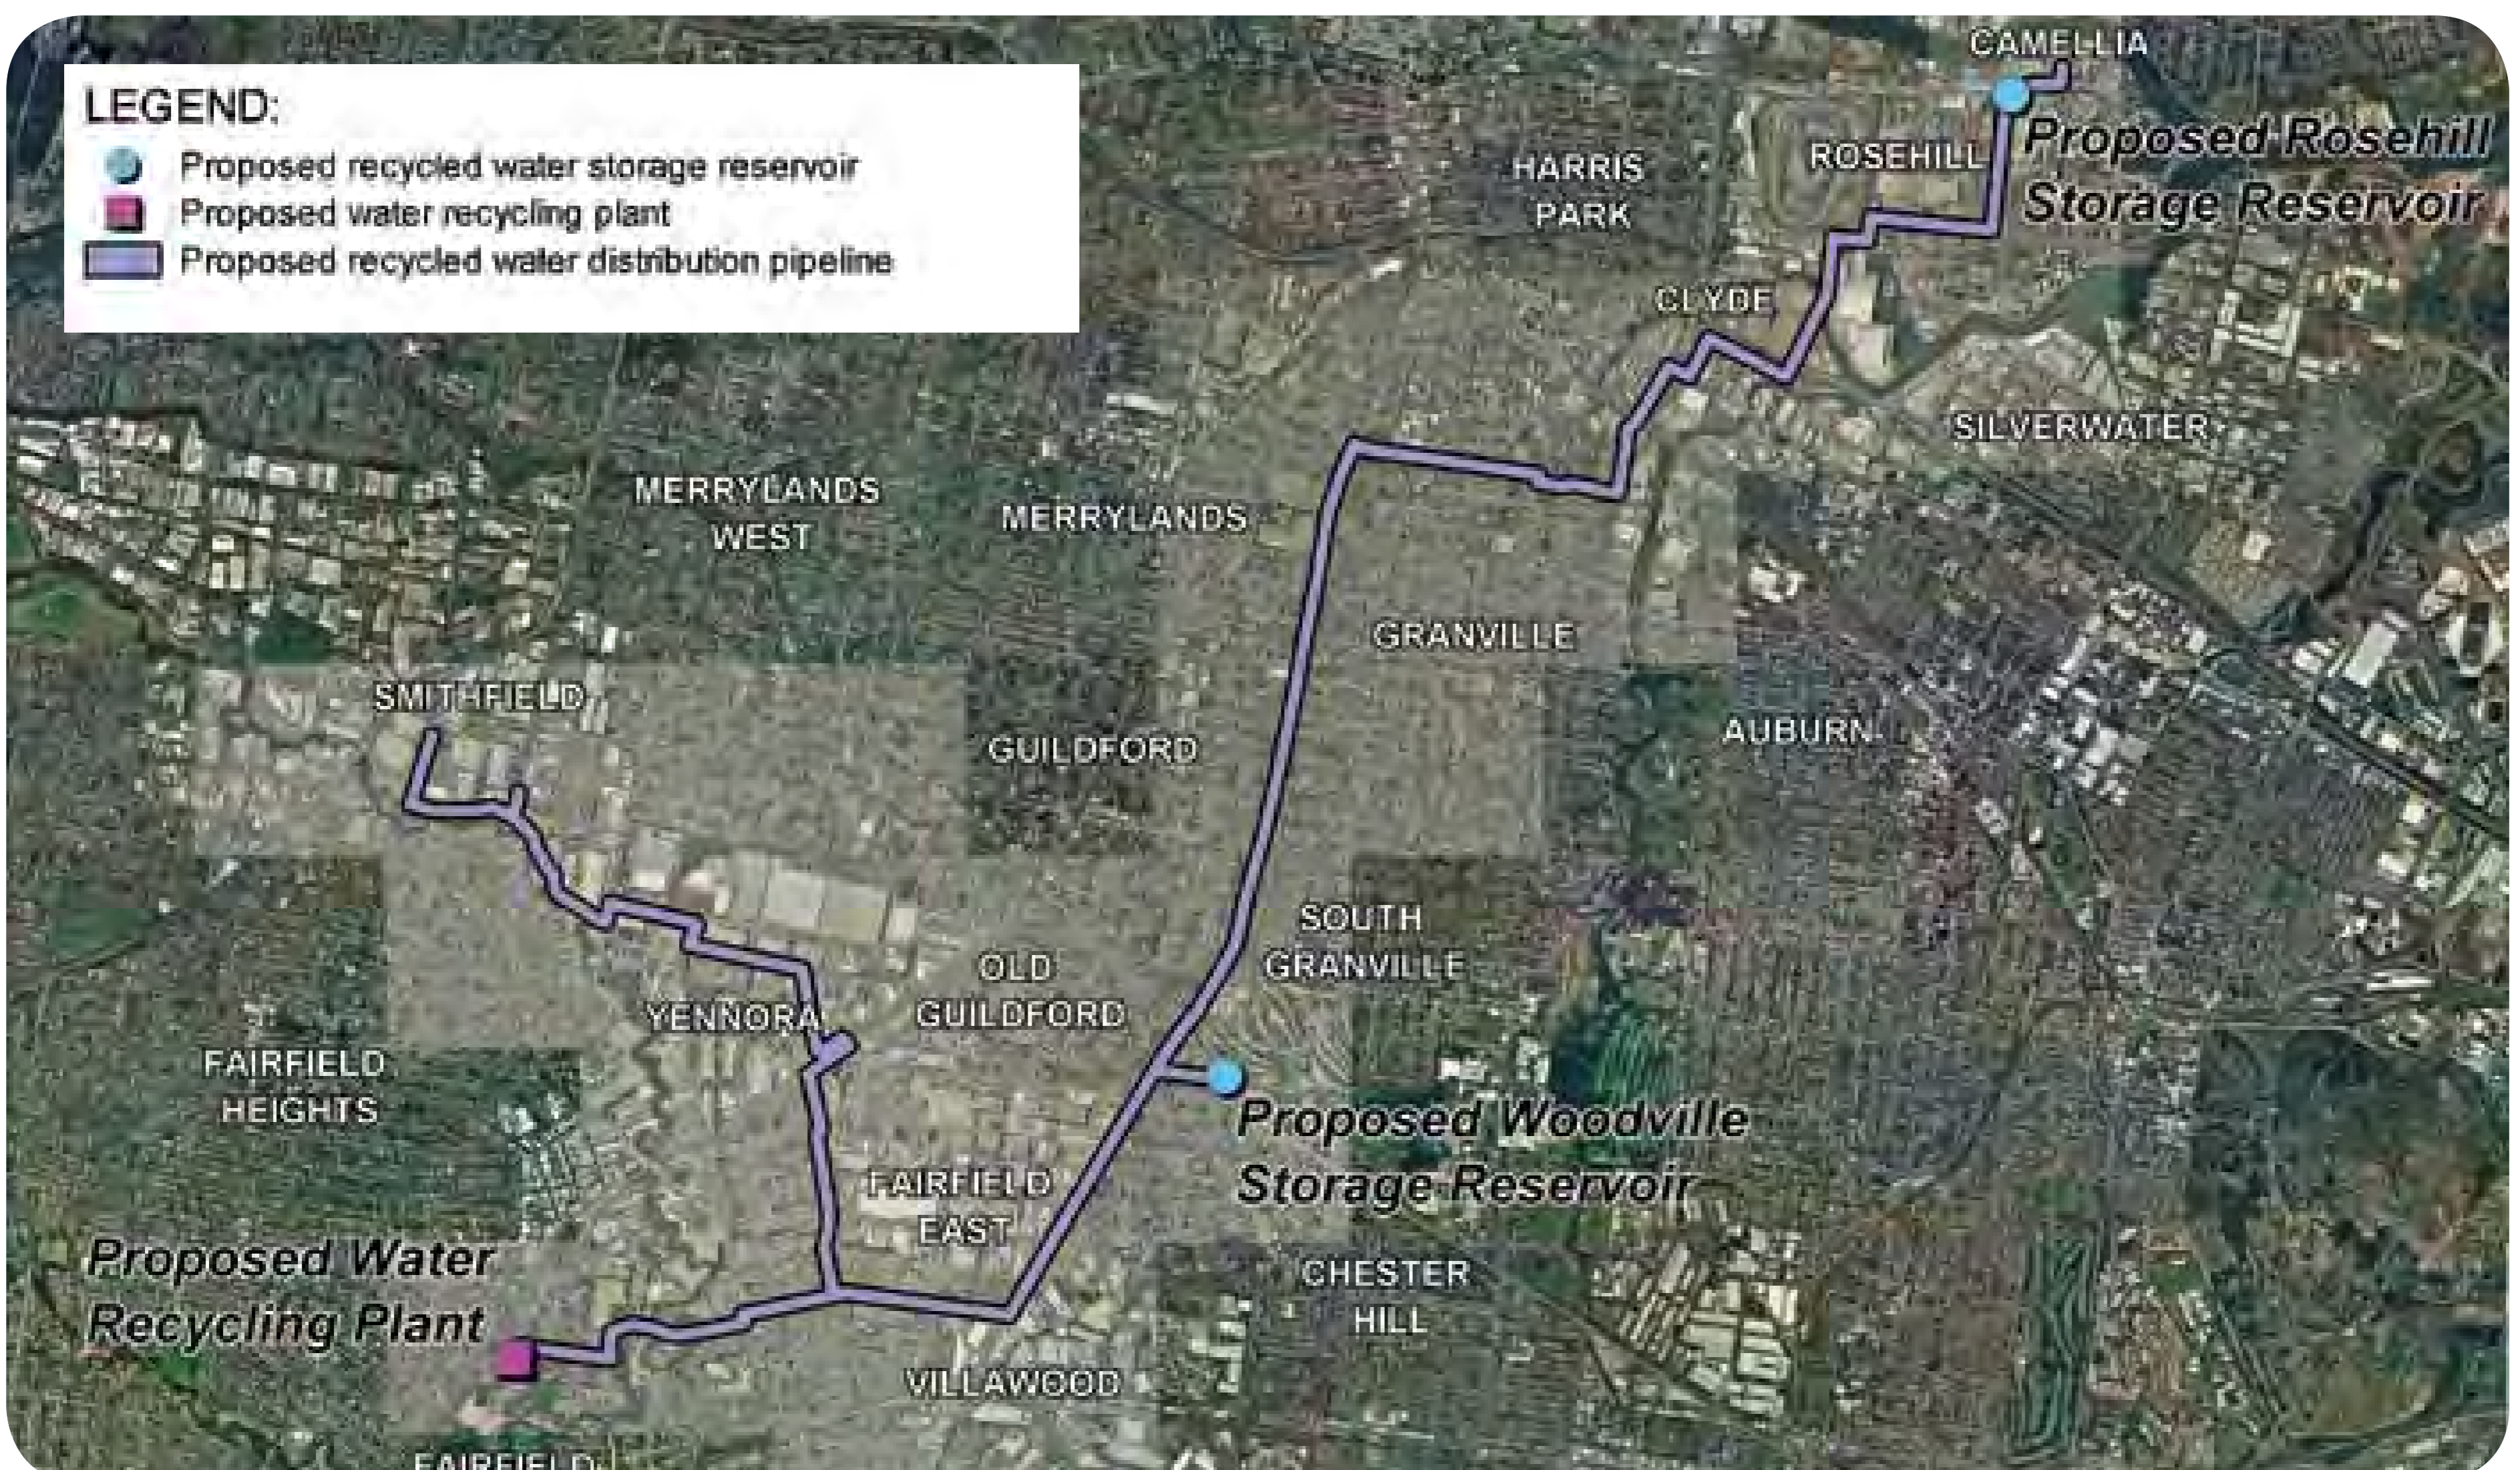 LEGEND:
Proposed recycled water storage reservoir
Proposed water recycling plant
Proposed recycled water distribution pipeline
CAMELLIA
Proposed Rosehill
Storage Reservoir
ROSEHILL
HARRIS
PARK
CLYDE
SILVERWATER
MERRYLANDS
WEST
MERRYLANDS
GRANVILLE
SMITHFIELD
GUILDFORD
AUBURN
SOUTH
GRANVILLE
OLD
GUILDFORD
YENNORA
FAIRFIELD
HEIGHTS
Proposed Woodville
Storage Reservoir
FAIRFIELD
EAST
Proposed Water
Recycling Plant
CHESTER
HILL
VILLAWOOD
FAIRFIELD